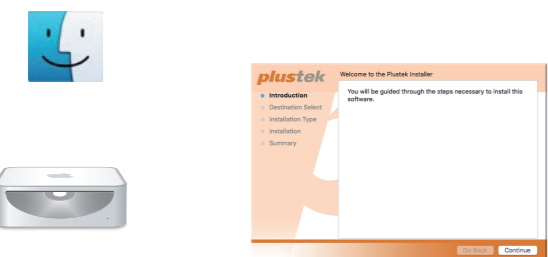 plustek
Welcome to the Plustek Installer
Introduction
Destination Select
Installation Type
Installation
Summary
You will be guided through the steps necessary to install this
software.
Go Back
Continue